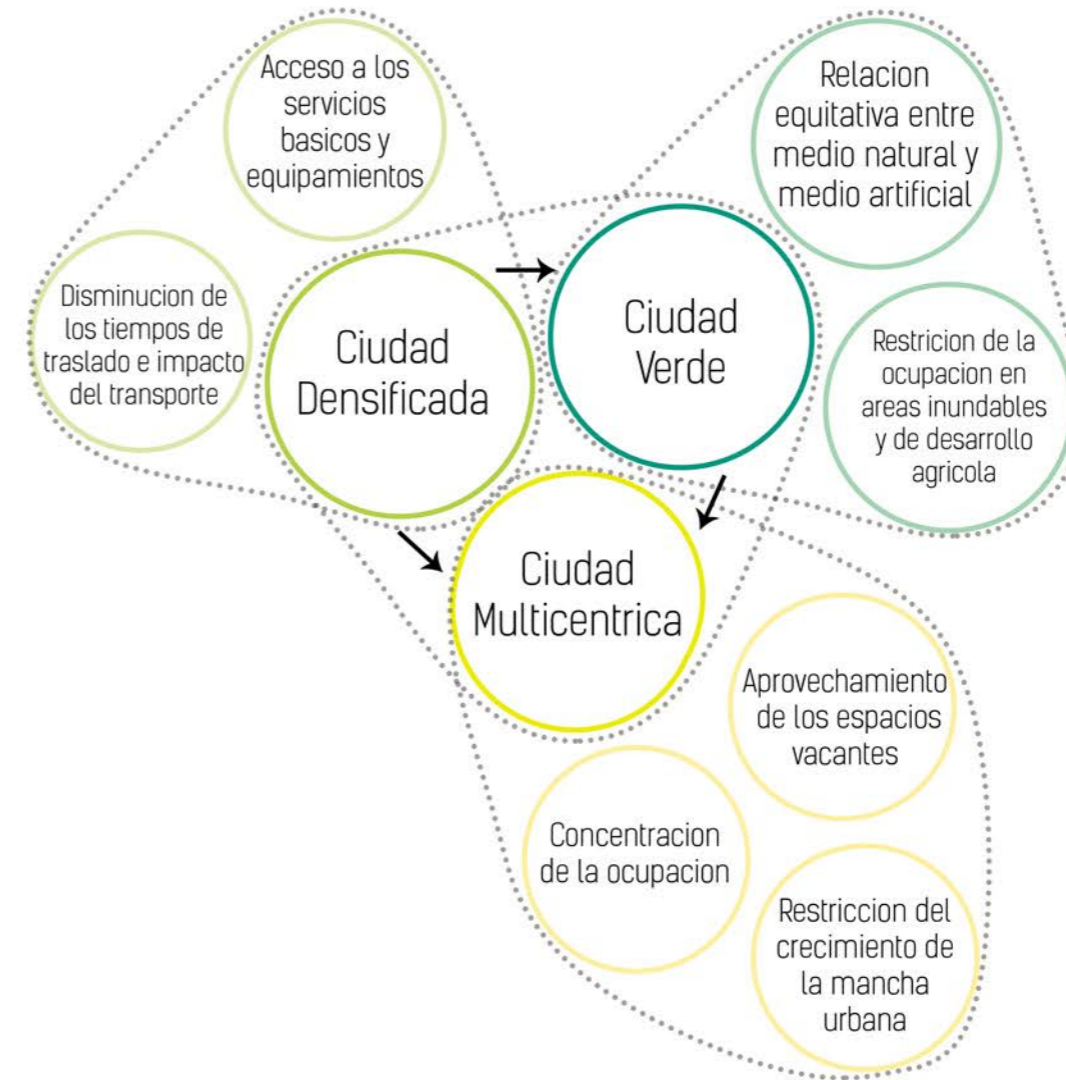 Acceso a los
servicios
basicos y
equipamientos
Disminucion de
los tiempos de
traslado e impacto
del transporte
Ciudad
Densificada
Ciudad
Verde
Relacion
equitativa entre
medio natural y
medio artificial
Restricion de la
ocupacion en
areas inundables
y de desarrollo
agricola
Ciudad
Multicentrica
Aprovechamiento
de los espacios
vacantes
Concentracion
de la ocupacion
Restriccion del
crecimiento de
la mancha
urbana